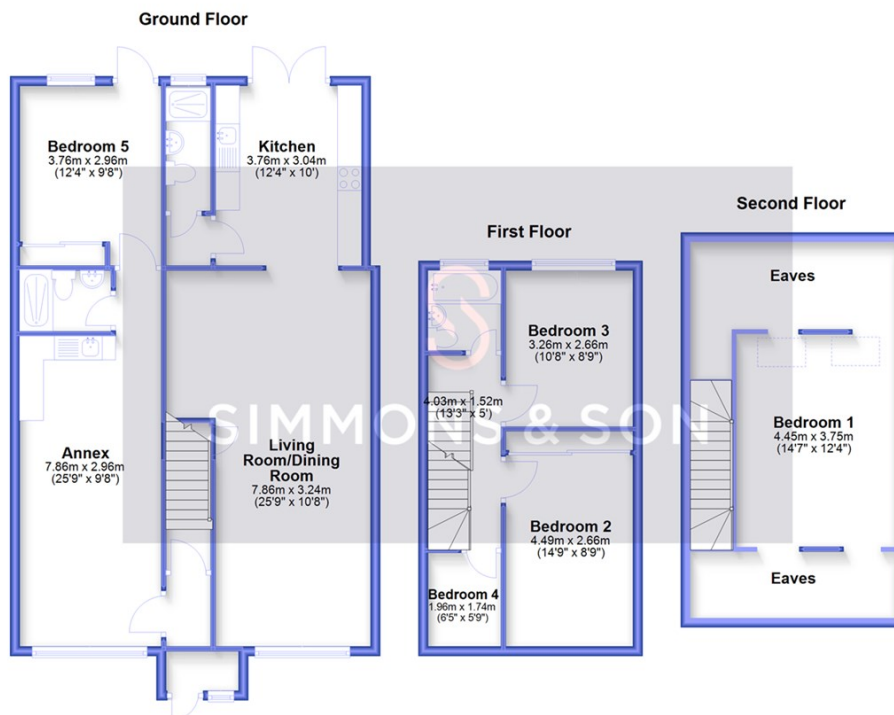 Ground Floor
Bedroom 5
3.76m x 2.96m
(12'4" x 9'8")
Kitchen
3.76m x 3.04m
(12'4" x 10')
Annex
7.86m x 2.96m
(25'9" x 9'8")
Living
Room/Dining
Room
7.86m x 3.24m
(25'9" x 10'8")
First Floor
Bedroom 3
3.26m x 2.66m
(10'8" x 8'9")
4.03m x 1.52m
(13'3" x 5')
Bedroom 2
4.49m x 2.66m
(14'9" x 8'9")
Bedroom 4
1.96m x 1.74m
(6'5" x 5'9")
Second Floor
Eaves
Bedroom 1
4.45m x 3.75m
(14'7" x 12'4")
Eaves
SIMMONS & SON